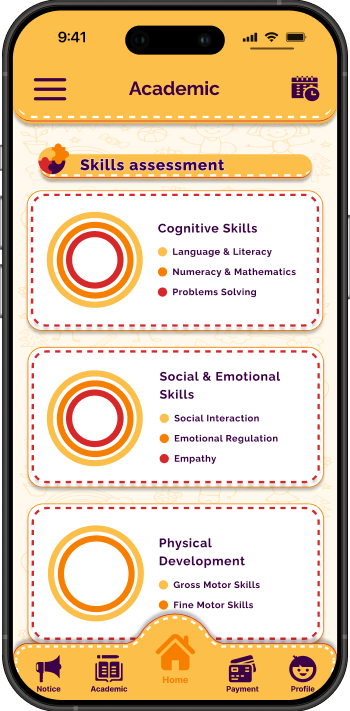 9:41
Academic
Skills assessment
Cognitive Skills
Language & Literacy
Numeracy & Mathematics
Problems Solving
Social & Emotional
Skills
Social Interaction
Emotional Regulation
Empathy
Physical
Development
Gross Motor Skills
Fine Motor Skills
Notice
Academic
Home
Payment
Profile